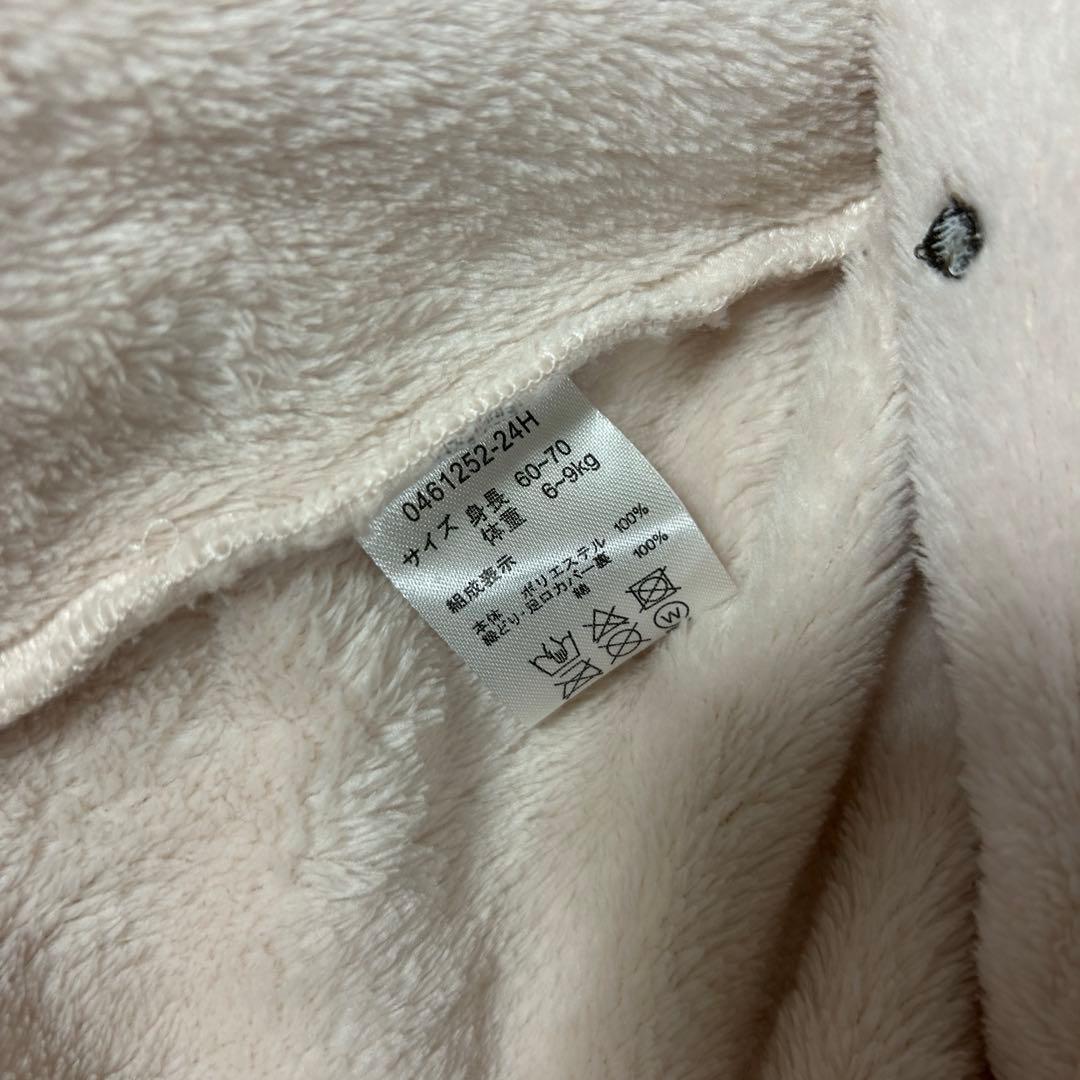 0461252-24H
サイズ 身長 60~70
体重 6~9kg
組成表示
本体 ポリエステル 100%
縁どり、足口カバー裏
綿 100%
W